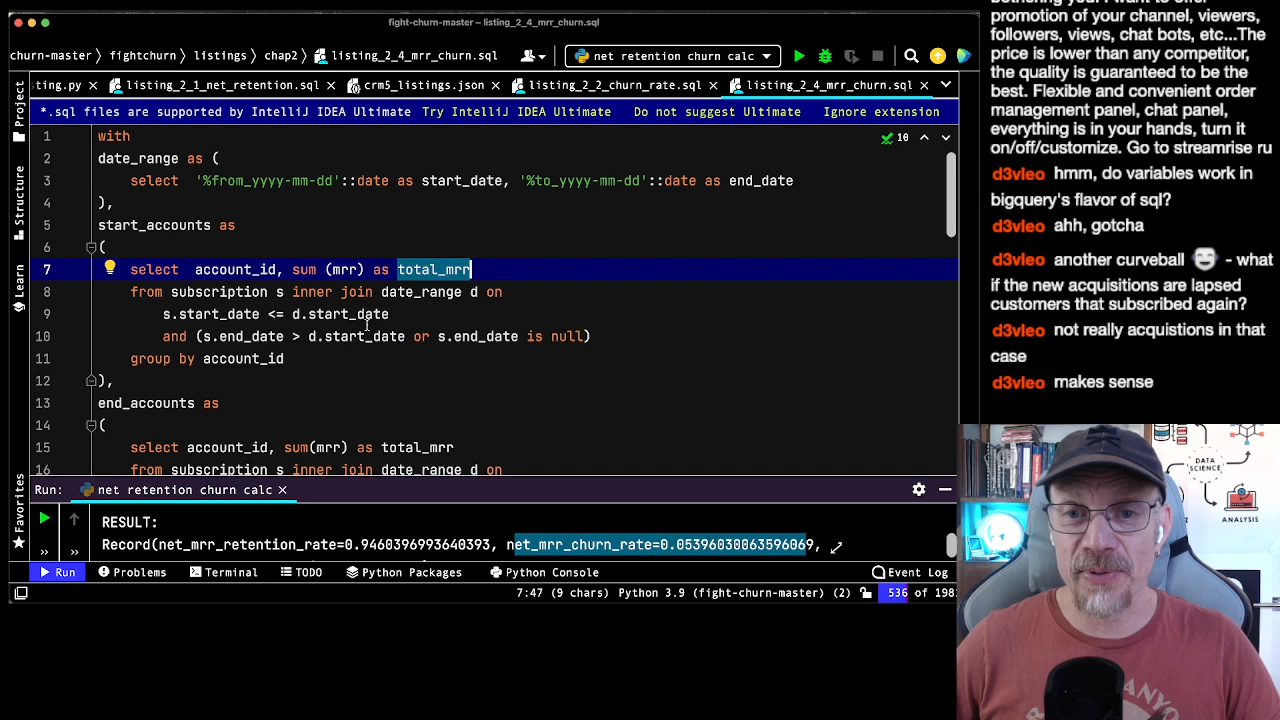 fight-churn-master – listing_2_4_mrr_churn.sql
churn-master 〉 fightchurn 〉 listings 〉 chap2 〉 listing_2_4_mrr_churn.sql
net retention churn calc
ting.py
listing_2_1_net_retention.sql
crm5_listings.json
listing_2_2_churn_rate.sql
listing_2_4_mrr_churn.sql
*.sql files are supported by IntelliJ IDEA Ultimate Try IntelliJ IDEA Ultimate Do not suggest Ultimate Ignore extension
Project
Structure
Learn
Favorites
10
1 with
2 date_range as (
3 select '%from_yyyy-mm-dd'::date as start_date, '%to_yyyy-mm-dd'::date as end_date
4 ),
5 start_accounts as
6 (
7 select account_id, sum (mrr) as total_mrr
8 from subscription s inner join date_range d on
9 s.start_date <= d.start_date
10 and (s.end_date > d.start_date or s.end_date is null)
11 group by account_id
12 ),
13 end_accounts as
14 (
15 select account_id, sum(mrr) as total_mrr
16 from subscription s inner join date_range d on
Run: net retention churn calc
RESULT:
Record(net_mrr_retention_rate=0.9460396993640393, net_mrr_churn_rate=0.05396030063596069,
Run Problems Terminal TODO Python Packages Python Console Event Log
7:47 (9 chars) Python 3.9 (fight-churn-master) (2) 536 of 1981
promotion of your channel, viewers,
followers, views, chat bots, etc...The
price is lower than any competitor,
the quality is guaranteed to be the
best. Flexible and convenient order
management panel, chat panel,
everything is in your hands, turn it
on/off/customize. Go to streamrise ru
d3vleo hmm, do variables work in
bigquery's flavor of sql?
d3vleo ahh, gotcha
d3vleo another curveball - what
if the new acquisitions are lapsed
customers that subscribed again?
d3vleo not really acquistions in that
case
d3vleo makes sense
DATA
SCIENCE
ANALYSIS